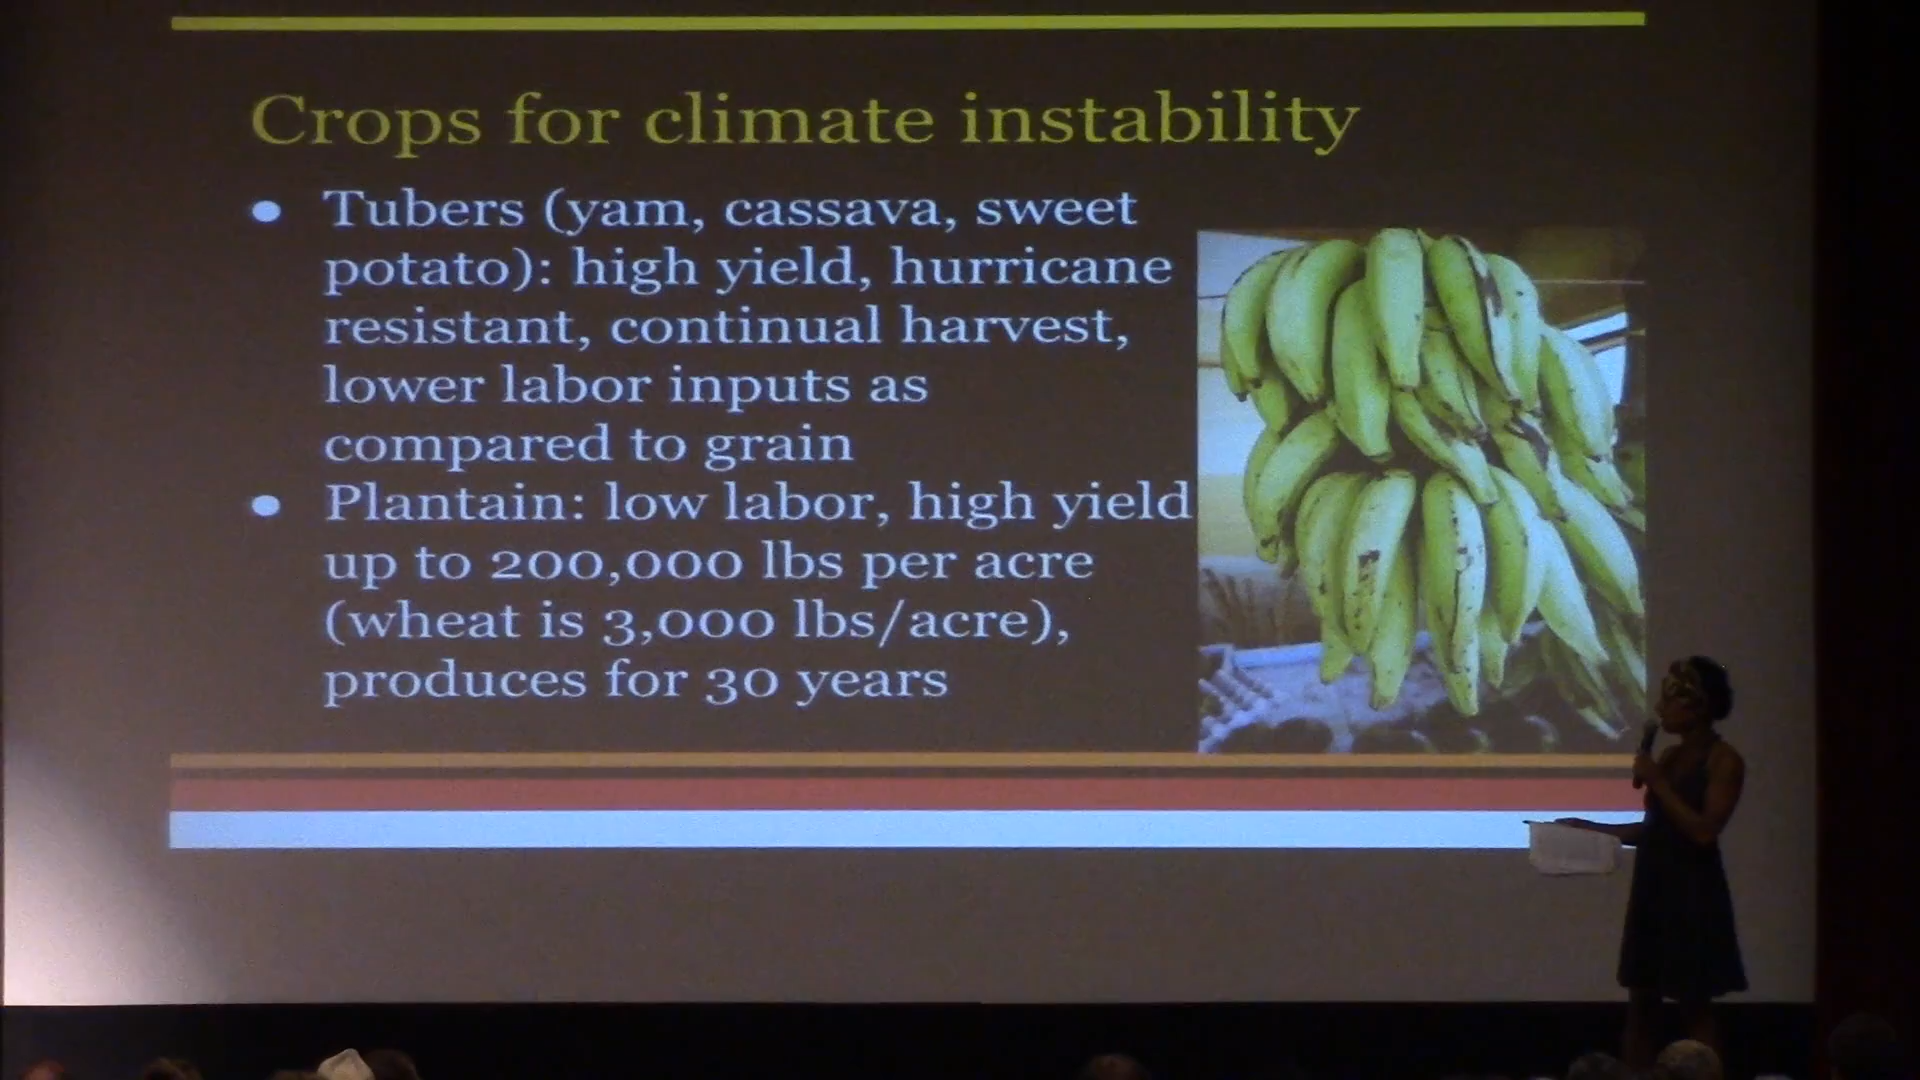 Crops for climate instability
• Tubers (yam, cassava, sweet
potato): high yield, hurricane
resistant, continual harvest,
lower labor inputs as
compared to grain
• Plantain: low labor, high yield
up to 200,000 lbs per acre
(wheat is 3,000 lbs/acre),
produces for 30 years